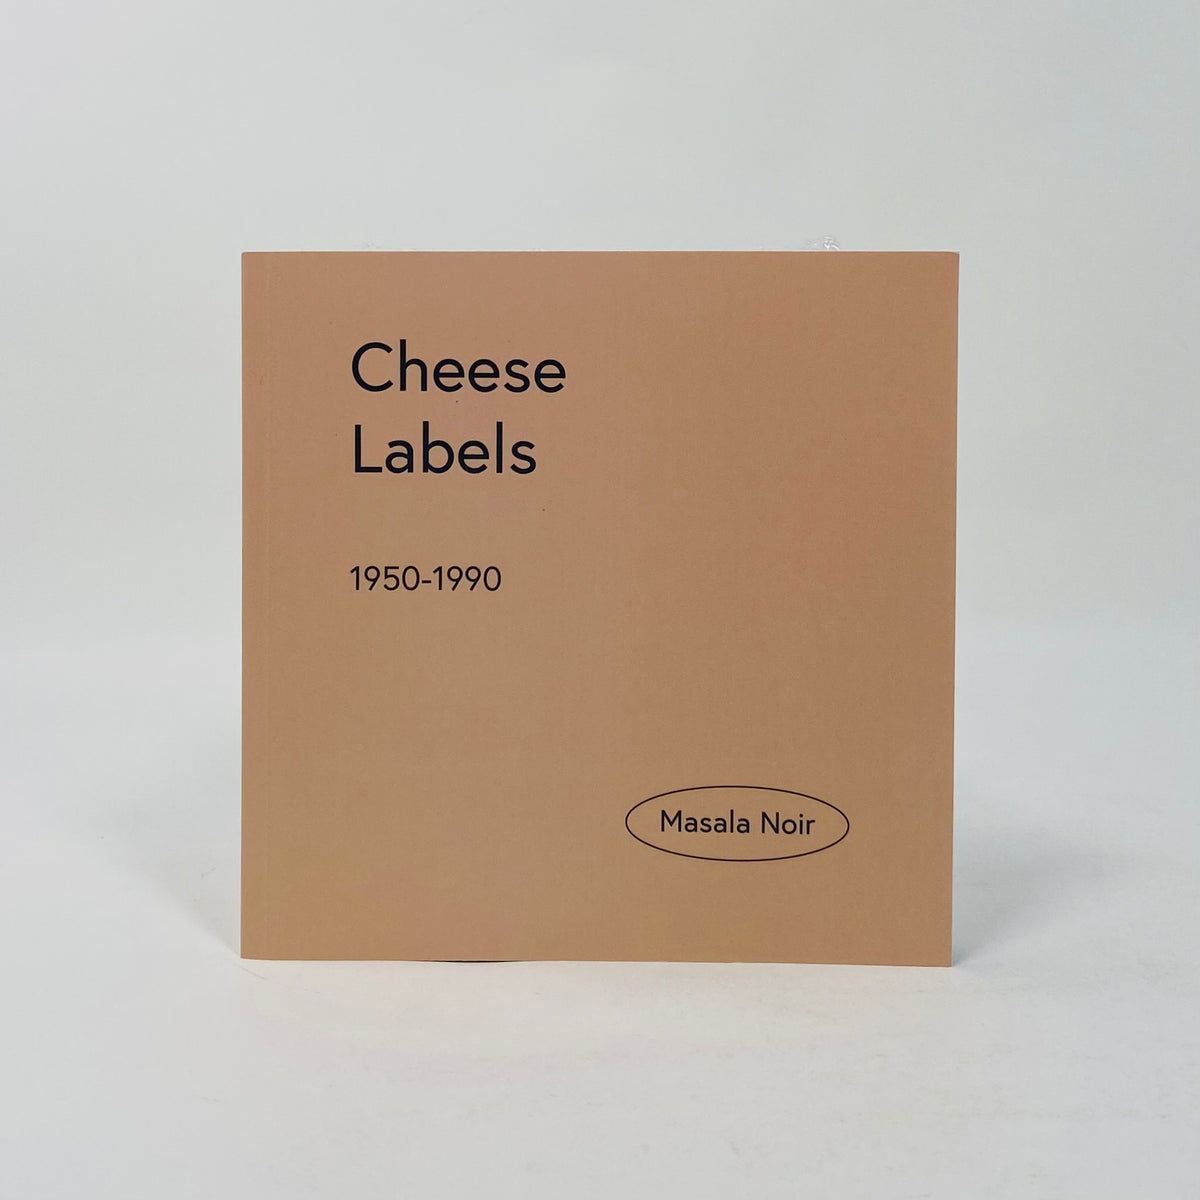 Cheese
Labels
1950-1990
Masala Noir